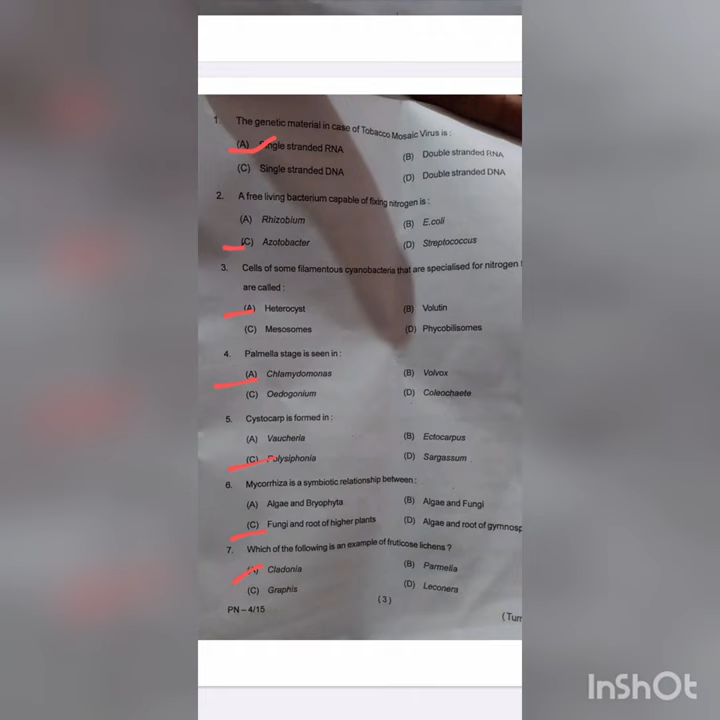 1. The genetic material in case of Tobacco Mosaic Virus is :
(A) Single stranded RNA (B) Double stranded RNA
(C) Single stranded DNA (D) Double stranded DNA
2. A free living bacterium capable of fixing nitrogen is :
(A) Rhizobium (B) E.coli
(C) Azotobacter (D) Streptococcus
3. Cells of some filamentous cyanobacteria that are specialised for nitrogen
are called :
(A) Heterocyst (B) Volutin
(C) Mesosomes (D) Phycobilisomes
4. Palmella stage is seen in :
(A) Chlamydomonas (B) Volvox
(C) Oedogonium (D) Coleochaete
5. Cystocarp is formed in :
(A) Vaucheria (B) Ectocarpus
(C) Polysiphonia (D) Sargassum
6. Mycorrhiza is a symbiotic relationship between :
(A) Algae and Bryophyta (B) Algae and Fungi
(C) Fungi and root of higher plants (D) Algae and root of gymnosp
7. Which of the following is an example of fruticose lichens ?
(A) Cladonia (B) Parmelia
(C) Graphis (D) Leconera
PN – 4/15 (3) (Turn
InShOt